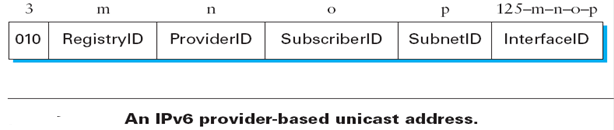 3 m n o p 125–m–n–o–p
010 RegistryID ProviderID SubscriberID SubnetID InterfaceID
An IPv6 provider-based unicast address.